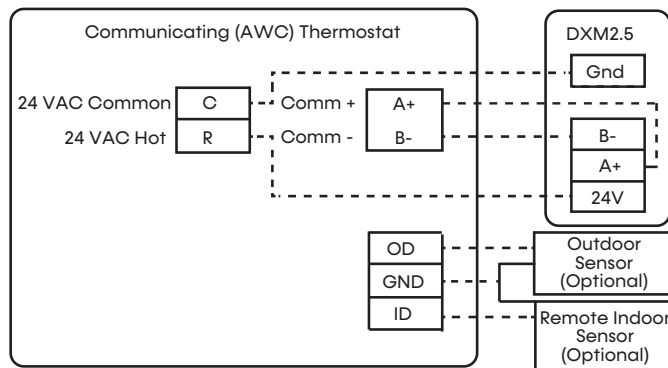 Communicating (AWC) Thermostat
DXM2.5
Gnd
24 VAC Common
C
Comm +
A+
24 VAC Hot
R
Comm -
B-
B-
A+
24V
OD
GND
ID
Outdoor
Sensor
(Optional)
Remote Indoor
Sensor
(Optional)